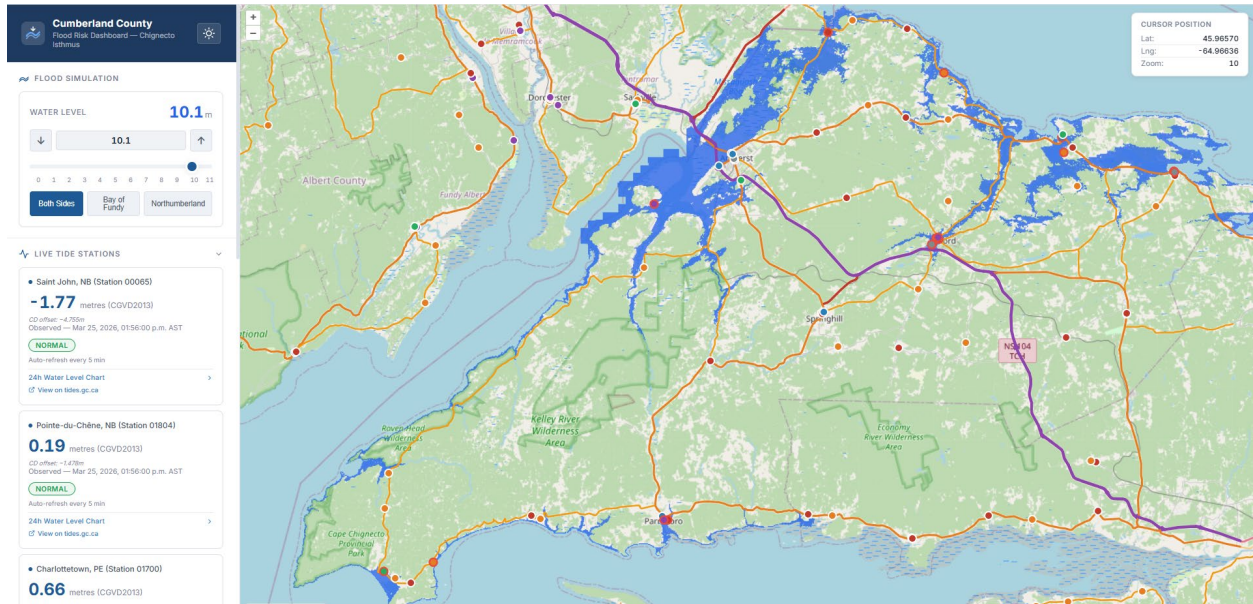 Cumberland County
Flood Risk Dashboard — Chignecto
Isthmus
FLOOD SIMULATION
WATER LEVEL
10.1 m
10.1
0 1 2 3 4 5 6 7 8 9 10 11
Both Sides
Bay of
Fundy
Northumberland
LIVE TIDE STATIONS
Saint John, NB (Station 00065)
-1.77 metres (CGVD2013)
CD offset: −4.755m
Observed — Mar 25, 2026, 01:56:00 p.m. AST
NORMAL
Auto-refresh every 5 min
24h Water Level Chart
View on tides.gc.ca
Pointe-du-Chêne, NB (Station 01804)
0.19 metres (CGVD2013)
CD offset: −1.478m
Observed — Mar 25, 2026, 01:56:00 p.m. AST
NORMAL
Auto-refresh every 5 min
24h Water Level Chart
View on tides.gc.ca
Charlottetown, PE (Station 01700)
0.66 metres (CGVD2013)
+
−
CURSOR POSITION
Lat: 45.96570
Lng: -64.96636
Zoom: 10
Memramcook
Albert County
Fundy Albert
Springhill
NS 104
TCH
Kelley River
Wilderness
Area
Raven Head
Wilderness
Area
Economy
River Wilderness
Area
Cape Chignecto
Provincial
Park